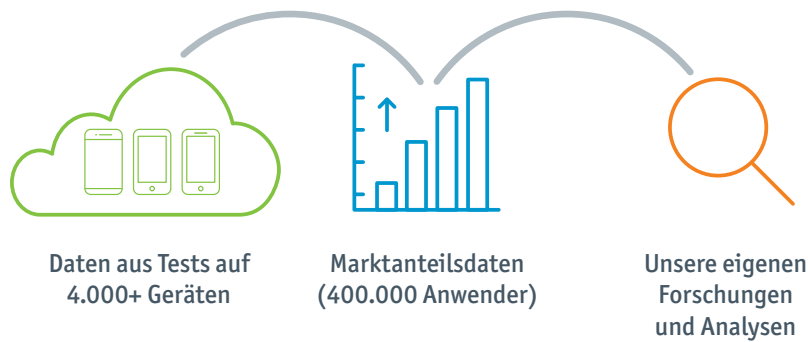 Daten aus Tests auf
4.000+ Geräten
Marktanteilsdaten
(400.000 Anwender)
Unsere eigenen
Forschungen
und Analysen